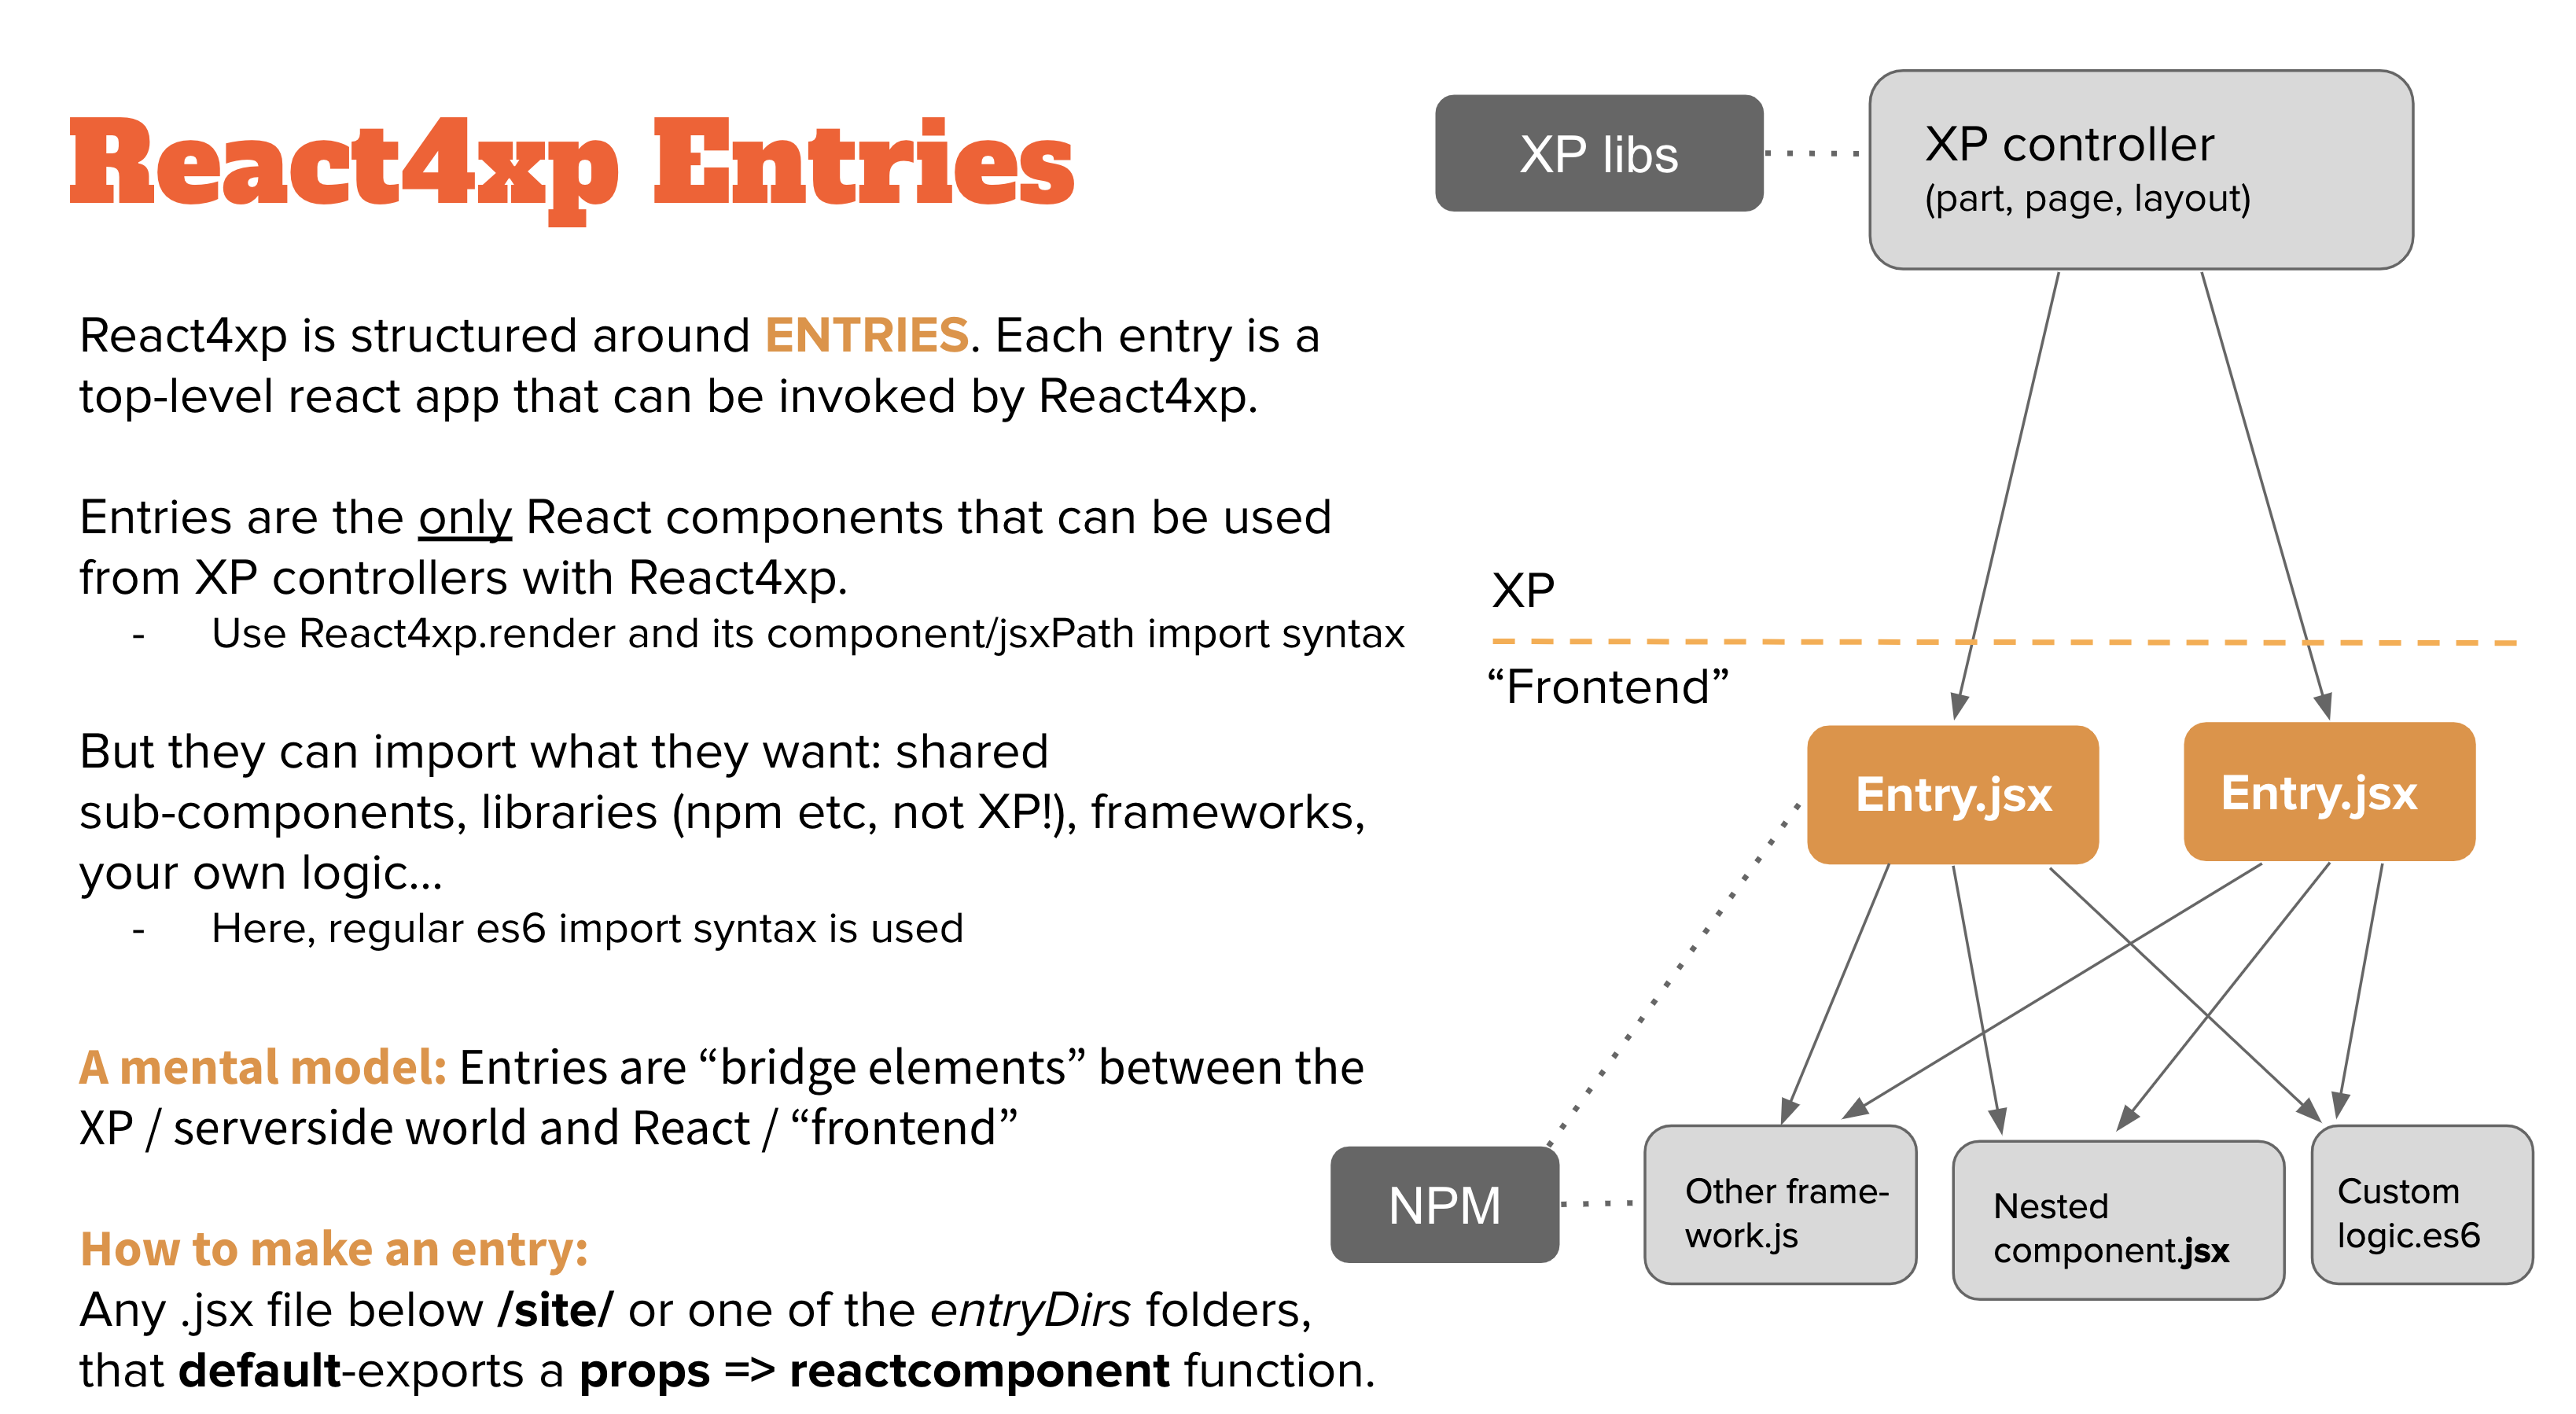 React4xp Entries
React4xp is structured around ENTRIES. Each entry is a
top-level react app that can be invoked by React4xp.
Entries are the only React components that can be used
from XP controllers with React4xp.
- Use React4xp.render and its component/jsxPath import syntax
But they can import what they want: shared
sub-components, libraries (npm etc, not XP!), frameworks,
your own logic...
- Here, regular es6 import syntax is used
A mental model: Entries are “bridge elements” between the
XP / serverside world and React / “frontend”
How to make an entry:
Any .jsx file below /site/ or one of the entryDirs folders,
that default-exports a props => reactcomponent function.
XP libs
XP controller
(part, page, layout)
XP
“Frontend”
Entry.jsx
Entry.jsx
NPM
Other frame-
work.js
Nested
component.jsx
Custom
logic.es6